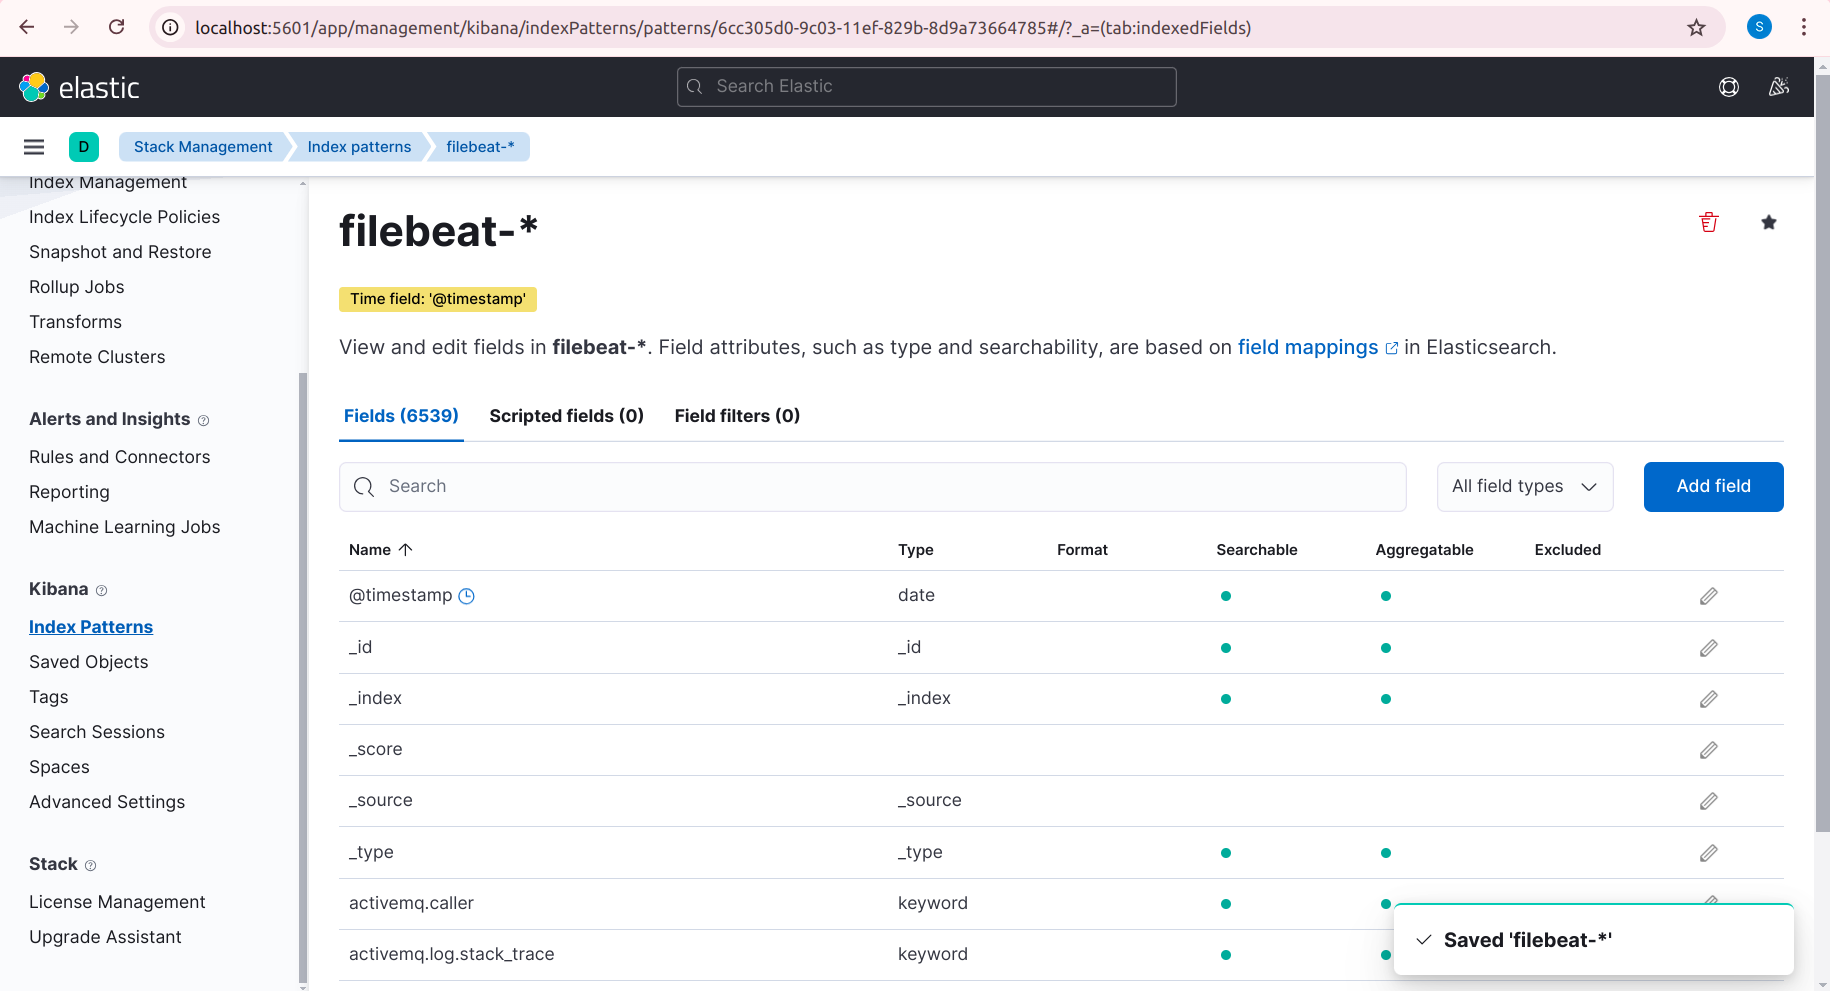 localhost:5601/app/management/kibana/indexPatterns/patterns/6cc305d0-9c03-11ef-829b-8d9a73664785#/?_a=(tab:indexedFields)
S
elastic
Search Elastic
D
Stack Management
Index patterns
filebeat-*
Index Management
Index Lifecycle Policies
Snapshot and Restore
Rollup Jobs
Transforms
Remote Clusters
Alerts and Insights
Rules and Connectors
Reporting
Machine Learning Jobs
Kibana
Index Patterns
Saved Objects
Tags
Search Sessions
Spaces
Advanced Settings
Stack
License Management
Upgrade Assistant
filebeat-*
Time field: '@timestamp'
View and edit fields in filebeat-*. Field attributes, such as type and searchability, are based on field mappings in Elasticsearch.
Fields (6539) Scripted fields (0) Field filters (0)
Search
All field types
Add field
Name Type Format Searchable Aggregatable Excluded
@timestamp date
_id _id
_index _index
_score
_source _source
_type _type
activemq.caller keyword
activemq.log.stack_trace keyword
Saved 'filebeat-*'